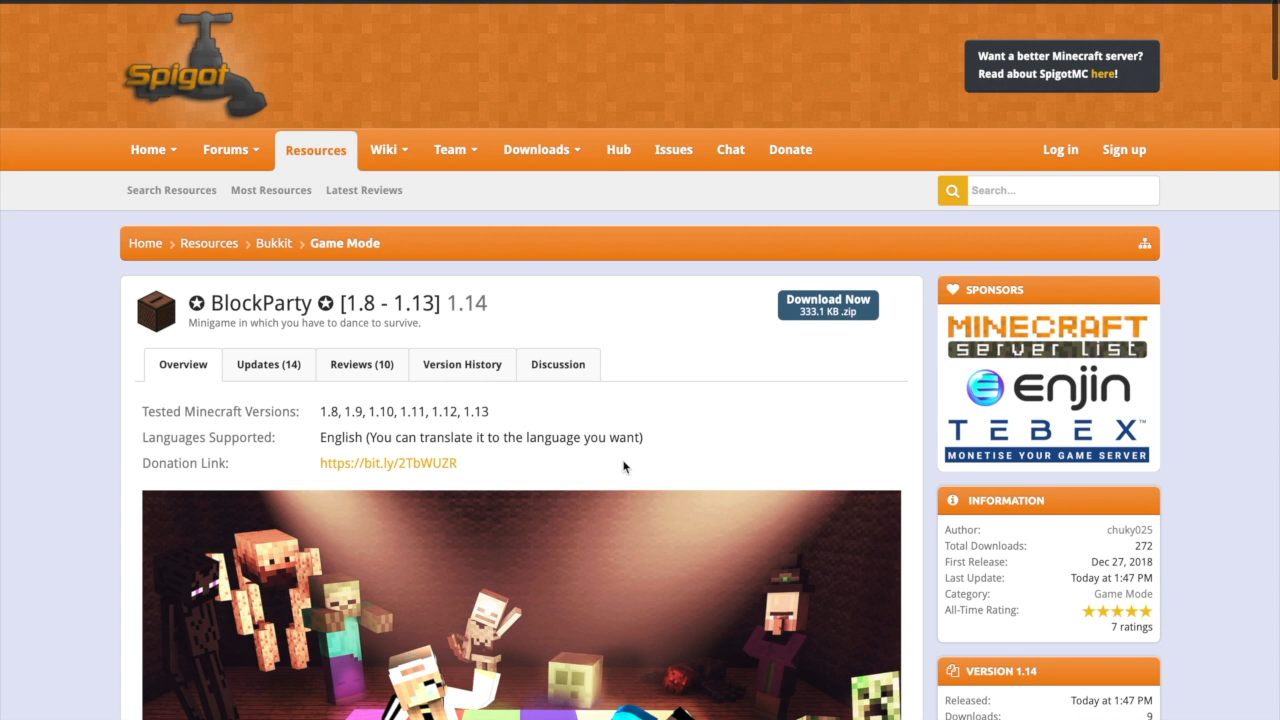 Spigot
Want a better Minecraft server?
Read about SpigotMC here!
Home
Forums
Resources
Wiki
Team
Downloads
Hub
Issues
Chat
Donate
Log in
Sign up
Search Resources
Most Resources
Latest Reviews
Search...
Home
Resources
Bukkit
Game Mode
✪ BlockParty ✪ [1.8 - 1.13] 1.14
Minigame in which you have to dance to survive.
Download Now
333.1 KB .zip
Overview
Updates (14)
Reviews (10)
Version History
Discussion
Tested Minecraft Versions: 1.8, 1.9, 1.10, 1.11, 1.12, 1.13
Languages Supported: English (You can translate it to the language you want)
Donation Link: https://bit.ly/2TbWUZR
SPONSORS
MINECRAFT
server list
enjin
TEBEX™
MONETISE YOUR GAME SERVER
INFORMATION
Author: chuky025
Total Downloads: 272
First Release: Dec 27, 2018
Last Update: Today at 1:47 PM
Category: Game Mode
All-Time Rating:
7 ratings
VERSION 1.14
Released: Today at 1:47 PM
Downloads: 9